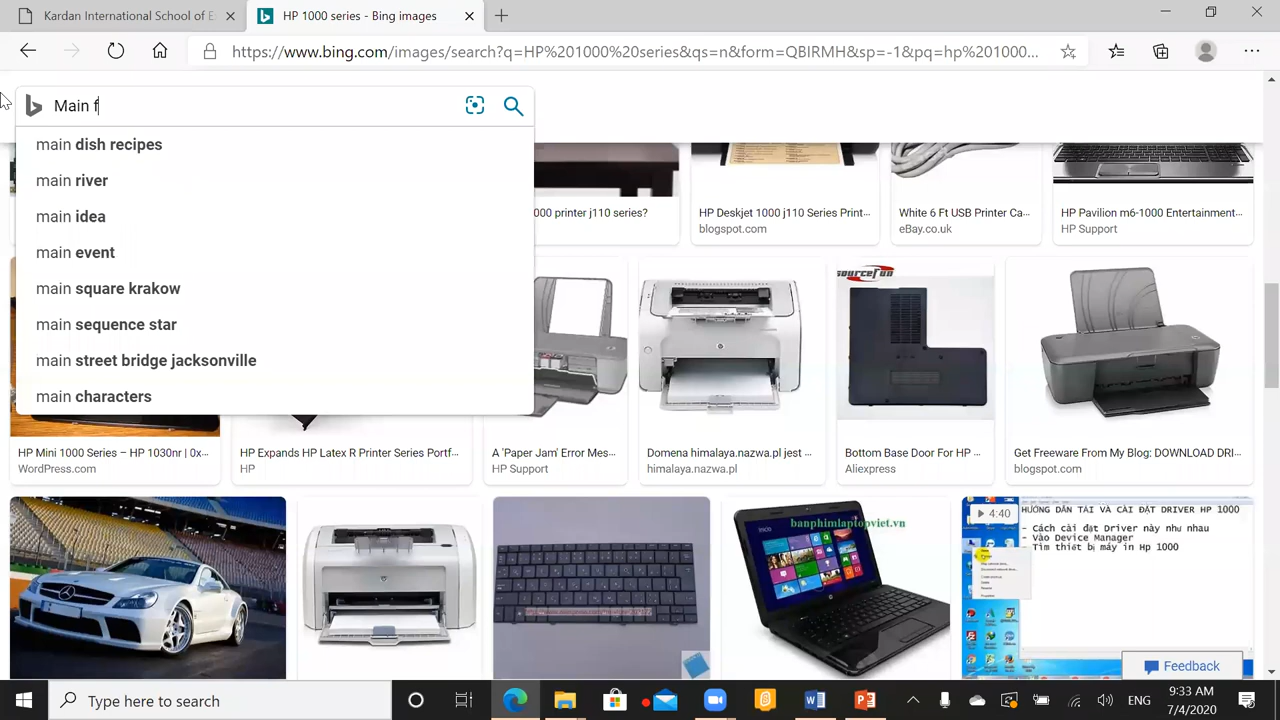 Kardan International School of E
HP 1000 series - Bing images
https://www.bing.com/images/search?q=HP%201000%20series&qs=n&form=QBIRMH&sp=-1&pq=hp%201000...
Main f
main dish recipes
main river
main idea
main event
main square krakow
main sequence star
main street bridge jacksonville
main characters
000 printer j110 series?
HP Deskjet 1000 j110 Series Print...
blogspot.com
White 6 Ft USB Printer Ca...
eBay.co.uk
HP Pavilion m6-1000 Entertainment...
HP Support
sourcefun
HP Mini 1000 Series – HP 1030nr | 0x...
WordPress.com
HP Expands HP Latex R Printer Series Portf...
HP
A 'Paper Jam' Error Mes...
HP Support
Domena himalaya.nazwa.pl jest ...
himalaya.nazwa.pl
Bottom Base Door For HP ...
Aliexpress
Get Freeware From My Blog: DOWNLOAD DRI...
blogspot.com
banphimlaptopviet.vn
4:40
HƯỚNG DẪN TẢI VÀ CÀI ĐẶT DRIVER HP 1000
- Cách cài đặt Driver này như nhau
- Vào Device Manager
- Tìm thiết bị máy in Hp 1000
Feedback
Type here to search
ENG
9:33 AM
7/4/2020